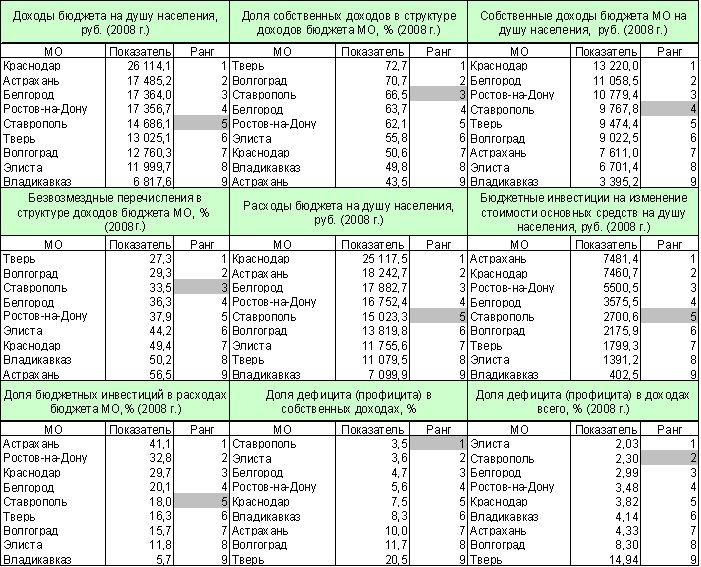 Доходы бюджета на душу населения,
руб. (2008 г.)
МО Показатель Ранг
Краснодар 26 114,1 1
Астрахань 17 485,2 2
Белгород 17 364,0 3
Ростов-на-Дону 17 356,7 4
Ставрополь 14 686,1 5
Тверь 13 025,1 6
Волгоград 12 760,3 7
Элиста 11 999,7 8
Владикавказ 6 817,6 9
Доля собственных доходов в структуре
доходов бюджета МО, % (2008 г.)
МО Показатель Ранг
Тверь 72,7 1
Волгоград 70,7 2
Ставрополь 66,5 3
Белгород 63,7 4
Ростов-на-Дону 62,1 5
Элиста 55,8 6
Краснодар 50,6 7
Владикавказ 49,8 8
Астрахань 43,5 9
Собственные доходы бюджета МО на
душу населения, руб. (2008 г.)
МО Показатель Ранг
Краснодар 13 220,0 1
Белгород 11 058,5 2
Ростов-на-Дону 10 779,4 3
Ставрополь 9 767,8 4
Тверь 9 474,4 5
Волгоград 9 022,5 6
Астрахань 7 611,0 7
Элиста 6 701,4 8
Владикавказ 3 395,2 9
Безвозмездные перечисления в
структуре доходов бюджета МО, %
(2008 г.)
МО Показатель Ранг
Тверь 27,3 1
Волгоград 29,3 2
Ставрополь 33,5 3
Белгород 36,3 4
Ростов-на-Дону 37,9 5
Элиста 44,2 6
Краснодар 49,4 7
Владикавказ 50,2 8
Астрахань 56,5 9
Расходы бюджета на душу населения,
руб. (2008 г.)
МО Показатель Ранг
Краснодар 25 117,5 1
Астрахань 18 242,7 2
Белгород 17 882,7 3
Ростов-на-Дону 16 752,4 4
Ставрополь 15 023,3 5
Волгоград 13 819,8 6
Элиста 11 755,6 7
Тверь 11 079,5 8
Владикавказ 7 099,9 9
Бюджетные инвестиции на изменение
стоимости основных средств на душу
населения, руб. (2008 г.)
МО Показатель Ранг
Астрахань 7481,4 1
Краснодар 7460,7 2
Ростов-на-Дону 5500,5 3
Белгород 3575,5 4
Ставрополь 2700,6 5
Волгоград 2175,9 6
Тверь 1799,3 7
Элиста 1391,2 8
Владикавказ 402,5 9
Доля бюджетных инвестиций в расходах
бюджета МО,% (2008 г.)
МО Показатель Ранг
Астрахань 41,1 1
Ростов-на-Дону 32,8 2
Краснодар 29,7 3
Белгород 20,1 4
Ставрополь 18,0 5
Тверь 16,3 6
Волгоград 15,7 7
Элиста 11,8 8
Владикавказ 5,7 9
Доля дефицита (профицита) в
собственных доходах, %
МО Показатель Ранг
Ставрополь 3,5 1
Элиста 3,6 2
Белгород 4,7 3
Ростов-на-Дону 5,6 4
Краснодар 7,5 5
Владикавказ 8,3 6
Астрахань 10,0 7
Волгоград 11,7 8
Тверь 20,5 9
Доля дефицита (профицита) в доходах
всего, % (2008 г.)
МО Показатель Ранг
Элиста 2,03 1
Ставрополь 2,30 2
Белгород 2,99 3
Ростов-на-Дону 3,48 4
Краснодар 3,82 5
Владикавказ 4,14 6
Астрахань 4,33 7
Волгоград 8,30 8
Тверь 14,94 9